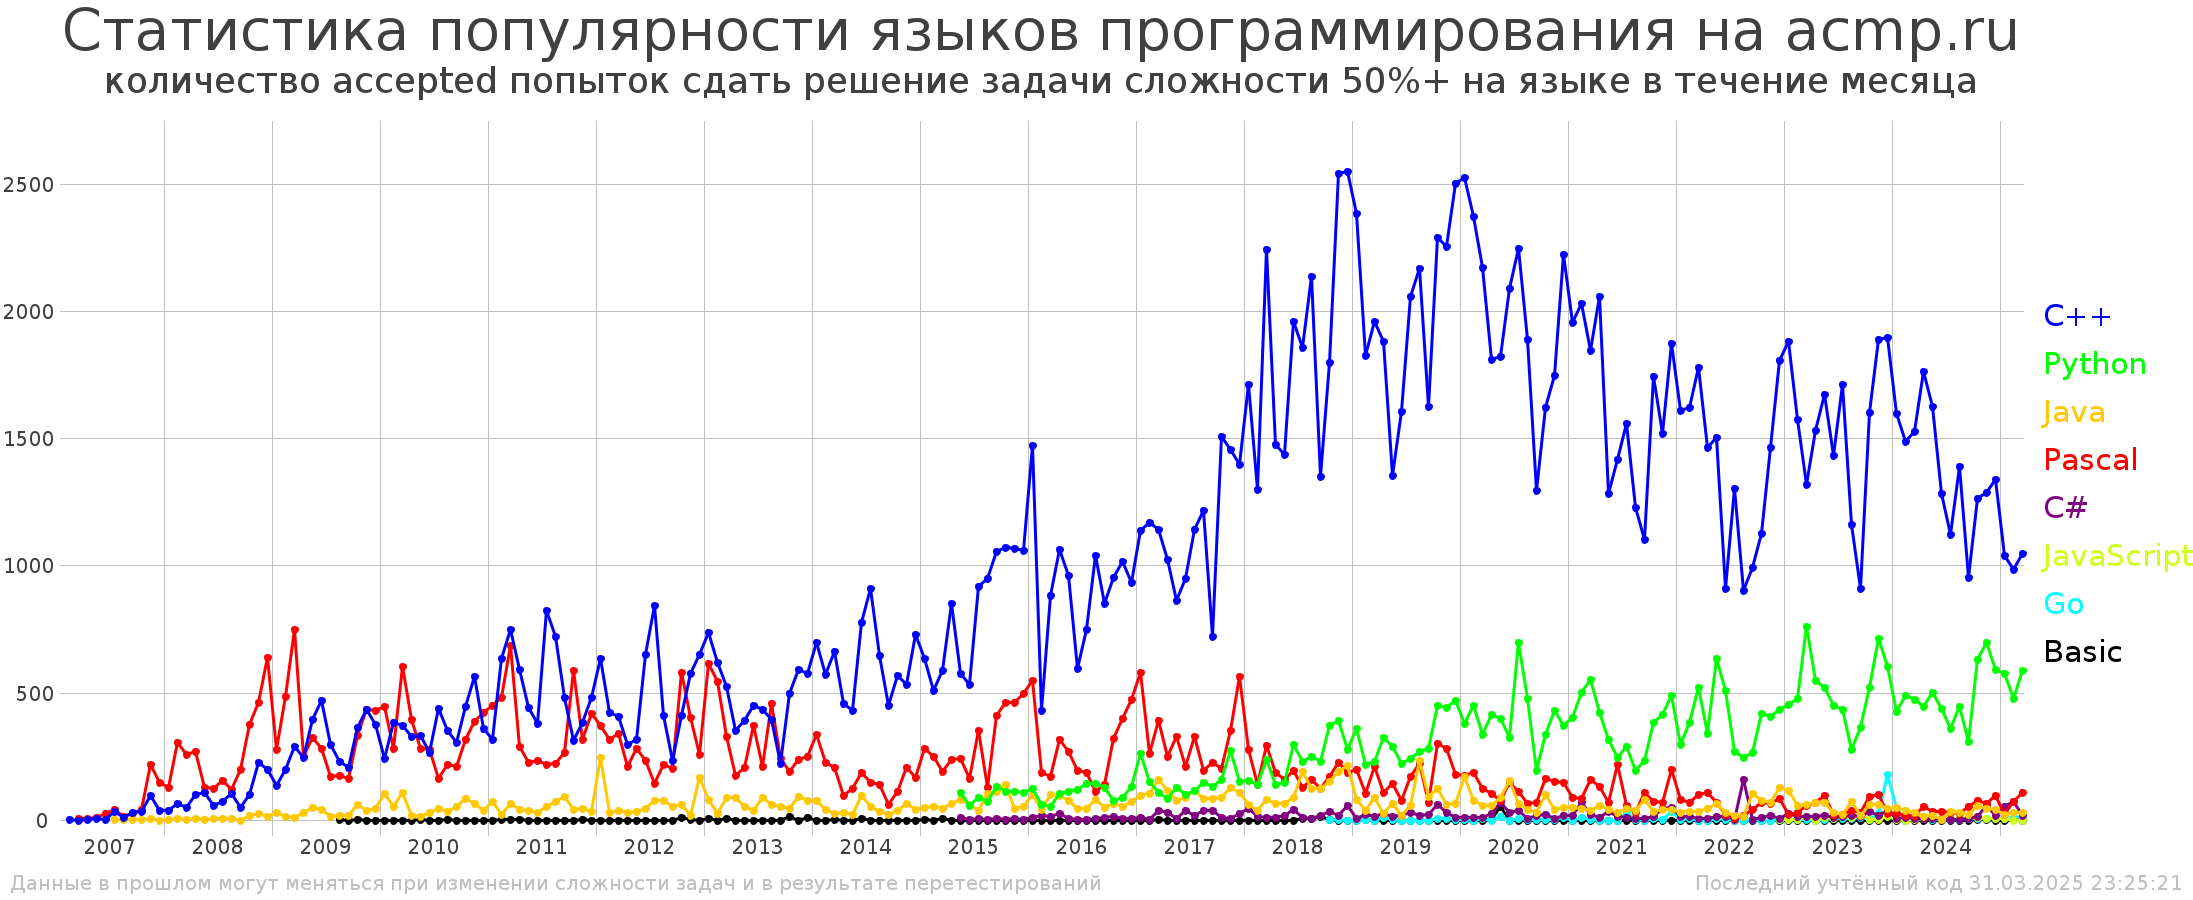 Статистика популярности языков программирования на acmp.ru
количество accepted попыток сдать решение задачи сложности 50%+ на языке в течение месяца
2500
2000
1500
1000
500
0
C++
Python
Java
Pascal
C#
JavaScript
Go
Basic
2007 2008 2009 2010 2011 2012 2013 2014 2015 2016 2017 2018 2019 2020 2021 2022 2023 2024
Данные в прошлом могут меняться при изменении сложности задач и в результате перетестирований
Последний учтённый код 31.03.2025 23:25:21